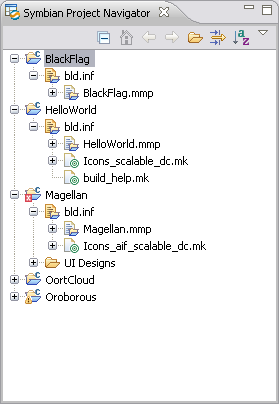 Symbian Project Navigator
BlackFlag
bld.inf
BlackFlag.mmp
HelloWorld
bld.inf
HelloWorld.mmp
Icons_scalable_dc.mk
build_help.mk
Magellan
bld.inf
Magellan.mmp
Icons_aif_scalable_dc.mk
UI Designs
OortCloud
Oroborous